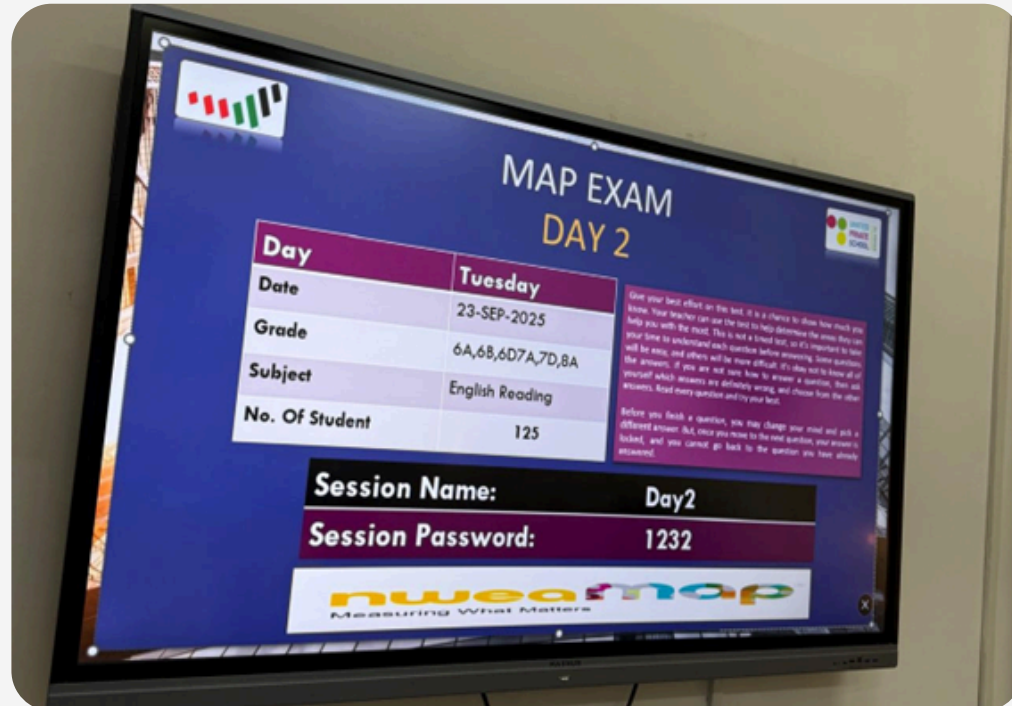 MAP EXAM
DAY 2
UNITED
PRIVATE
SCHOOL
Day Tuesday
Date 23-SEP-2025
Grade 6A,6B,6D7A,7D,8A
Subject English Reading
No. Of Student 125
Give your best effort on this test. It is a chance to show how much you
know. Your teacher can use the test to help determine the areas they can
help you with the most. This is not a timed test, so it's important to take
your time to understand each question before answering. Some questions
will be easy, and others will be more difficult. It's okay not to know all of
the answers. If you are not sure how to answer a question, then ask
yourself which answers are definitely wrong, and choose from the other
answers. Read every question and try your best.
Before you finish a question, you may change your mind and pick a
different answer. But, once you move to the next question, your answer is
locked, and you cannot go back to the question you have already
answered.
Session Name: Day2
Session Password: 1232
nwea map
Measuring What Matters